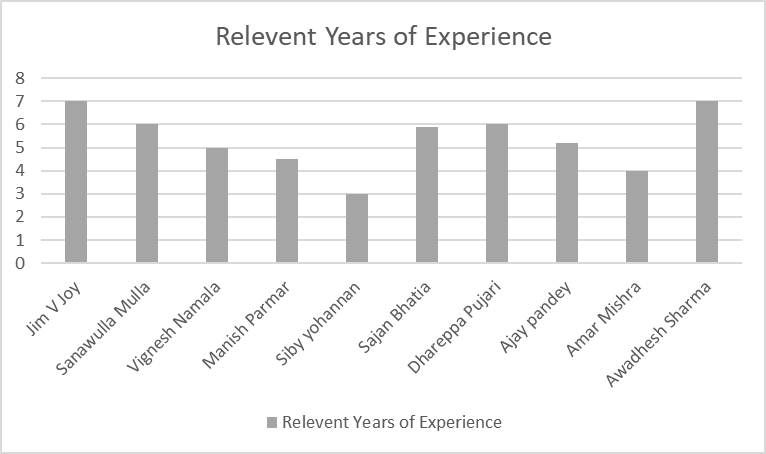 Relevent Years of Experience
8
7
6
5
4
3
2
1
0
Jim V Joy
Sanawulla Mulla
Vignesh Namala
Manish Parmar
Siby yohannan
Sajan Bhatia
Dhareppa Pujari
Ajay pandey
Amar Mishra
Awadhesh Sharma
Relevent Years of Experience